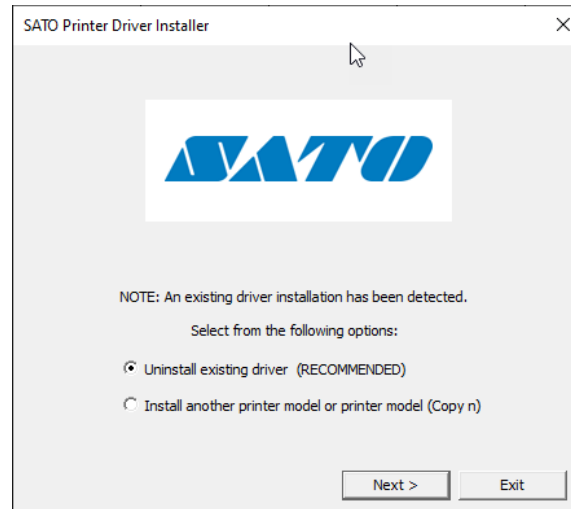 SATO Printer Driver Installer
SATO
NOTE: An existing driver installation has been detected.
Select from the following options:
Uninstall existing driver (RECOMMENDED)
Install another printer model or printer model (Copy n)
Next >
Exit